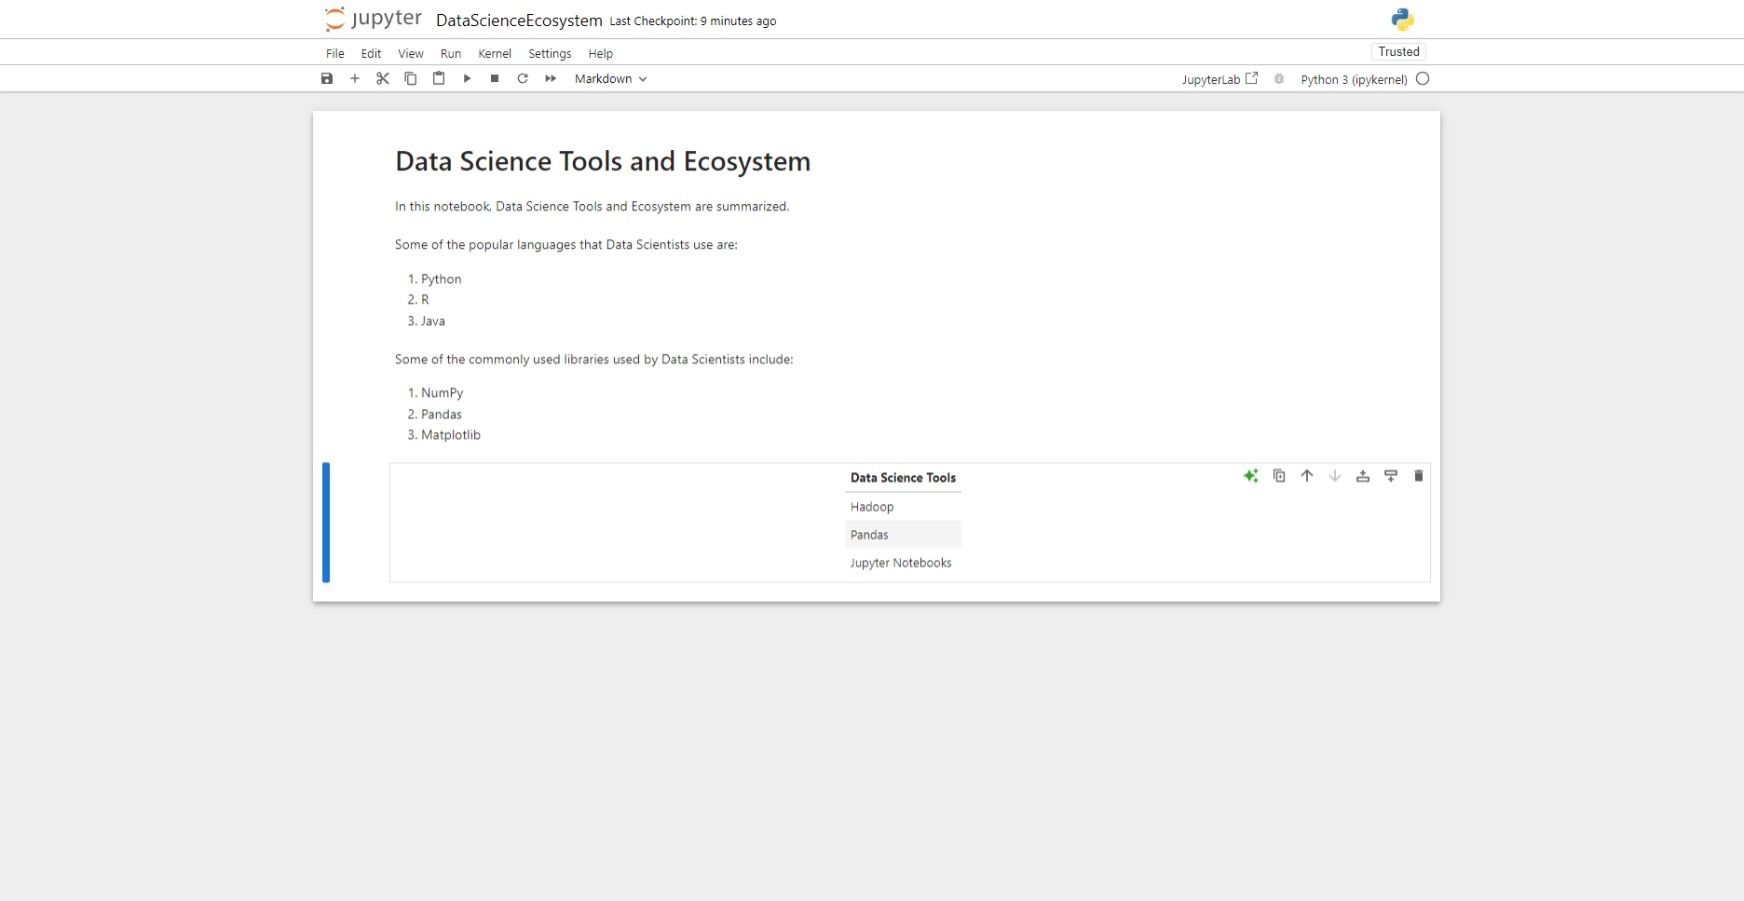 jupyter DataScienceEcosystem Last Checkpoint: 9 minutes ago
File Edit View Run Kernel Settings Help Trusted
Markdown JupyterLab Python 3 (ipykernel)
Data Science Tools and Ecosystem
In this notebook, Data Science Tools and Ecosystem are summarized.
Some of the popular languages that Data Scientists use are:
1. Python
2. R
3. Java
Some of the commonly used libraries used by Data Scientists include:
1. NumPy
2. Pandas
3. Matplotlib
Data Science Tools
Hadoop
Pandas
Jupyter Notebooks